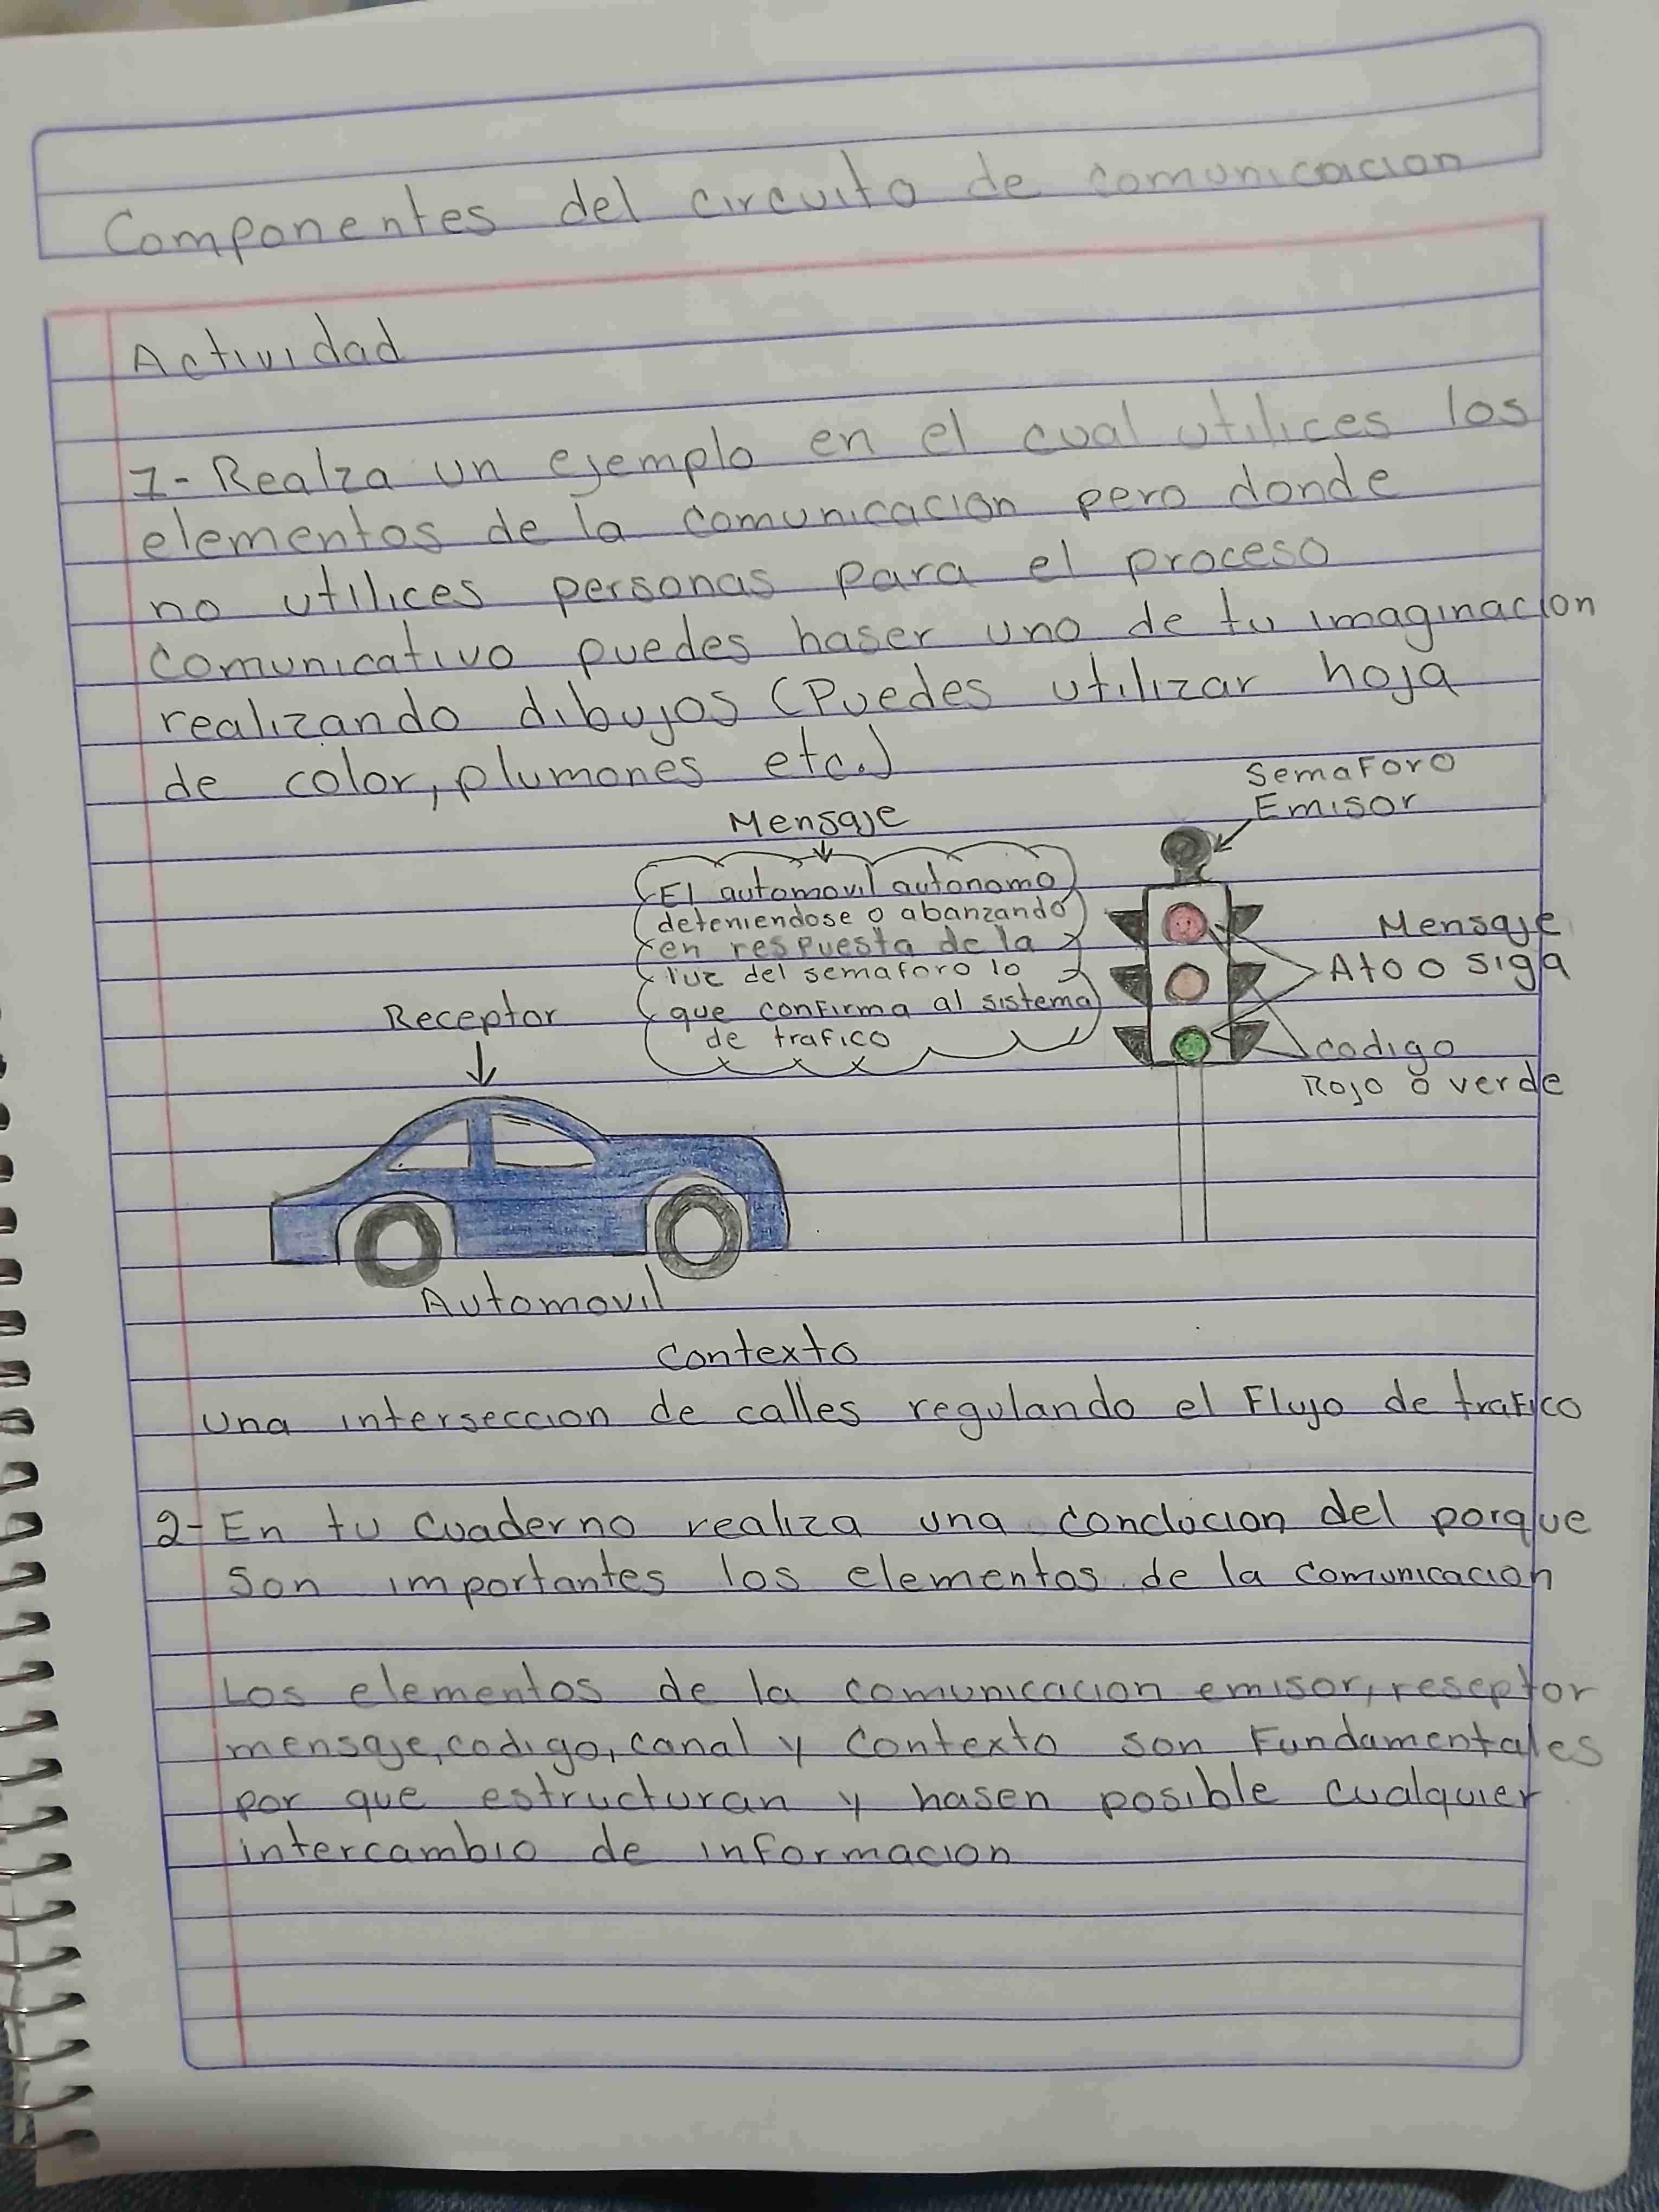 Componentes del circuito de comunicacion
Actividad
1- Realza un ejemplo en el cual utilices los
elementos de la comunicacion pero donde
no utilices personas para el proceso
comunicativo puedes haser uno de tu imaginacion
realizando dibujos (Puedes utilizar hoja
de color, plumones etc.)
Semaforo
Emisor
Mensaje
El automovil autonomo
deteniendose o abanzando
en respuesta de la
luz del semaforo lo
que confirma al sistema
de trafico
Mensaje
Ato o siga
codigo
Rojo o verde
Receptor
Automovil
Contexto
una interseccion de calles regulando el Flujo de trafico
2- En tu cuaderno realiza una conclucion del porque
son importantes los elementos de la comunicacion
Los elementos de la comunicacion emisor, reseptor
mensaje, codigo, canal y contexto son Fundamentales
por que estructuran y hasen posible cualquier
intercambio de informacion